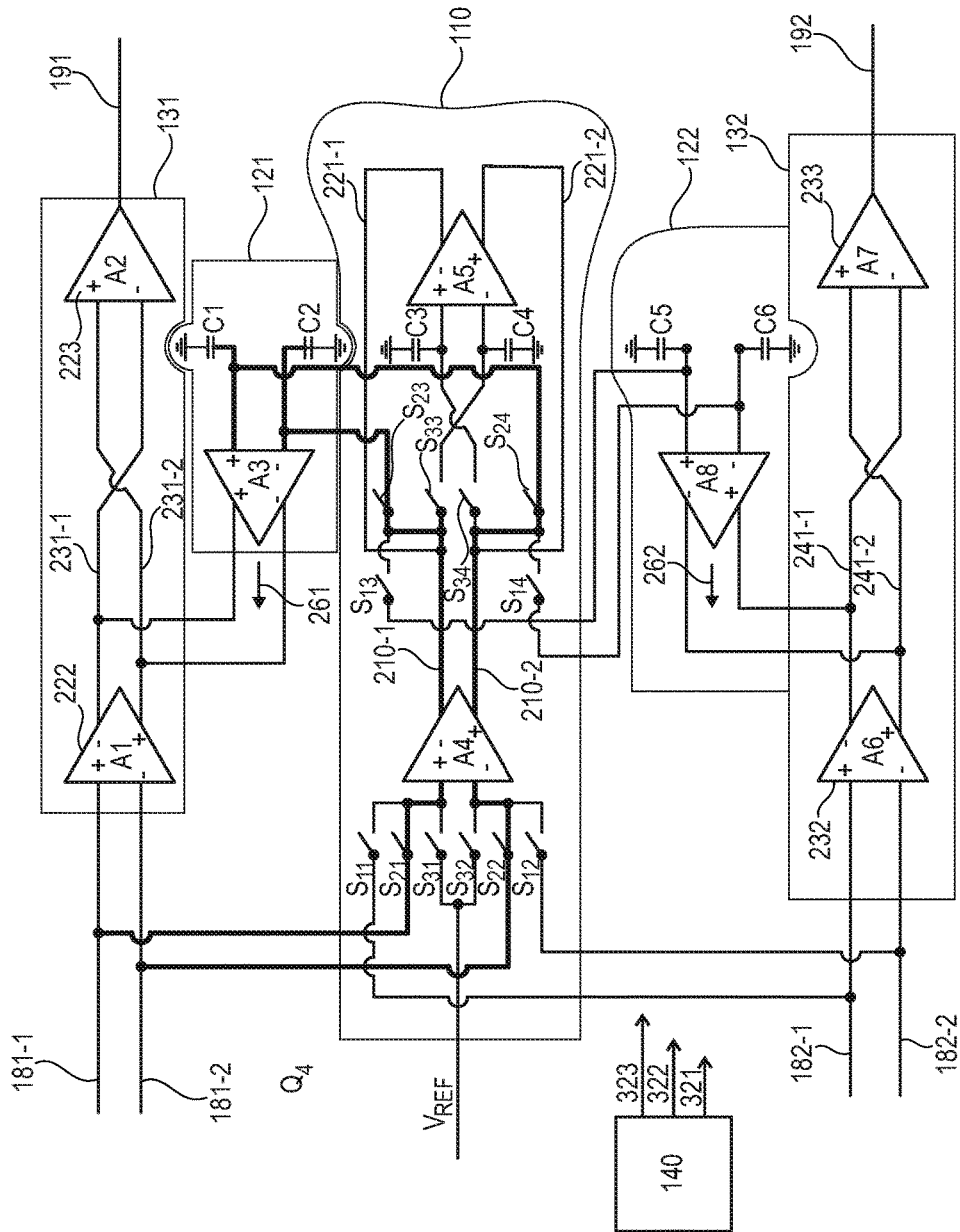 191
131
121
110
221-1
221-2
122
132
192
223
A2
+
-
C1
C2
231-1
231-2
A3
+
-
+
-
261
222
A1
+
-
-
+
181-1
181-2
Q4
C3
C4
A5
-
+
+
-
S23
S33
S24
S34
S13
S14
210-1
210-2
A4
+
-
-
+
S11
S21
S31
S32
S22
S12
VREF
C5
C6
A8
+
-
-
+
262
233
A7
+
-
241-1
241-2
232
A6
+
-
-
+
182-1
182-2
323
322
321
140